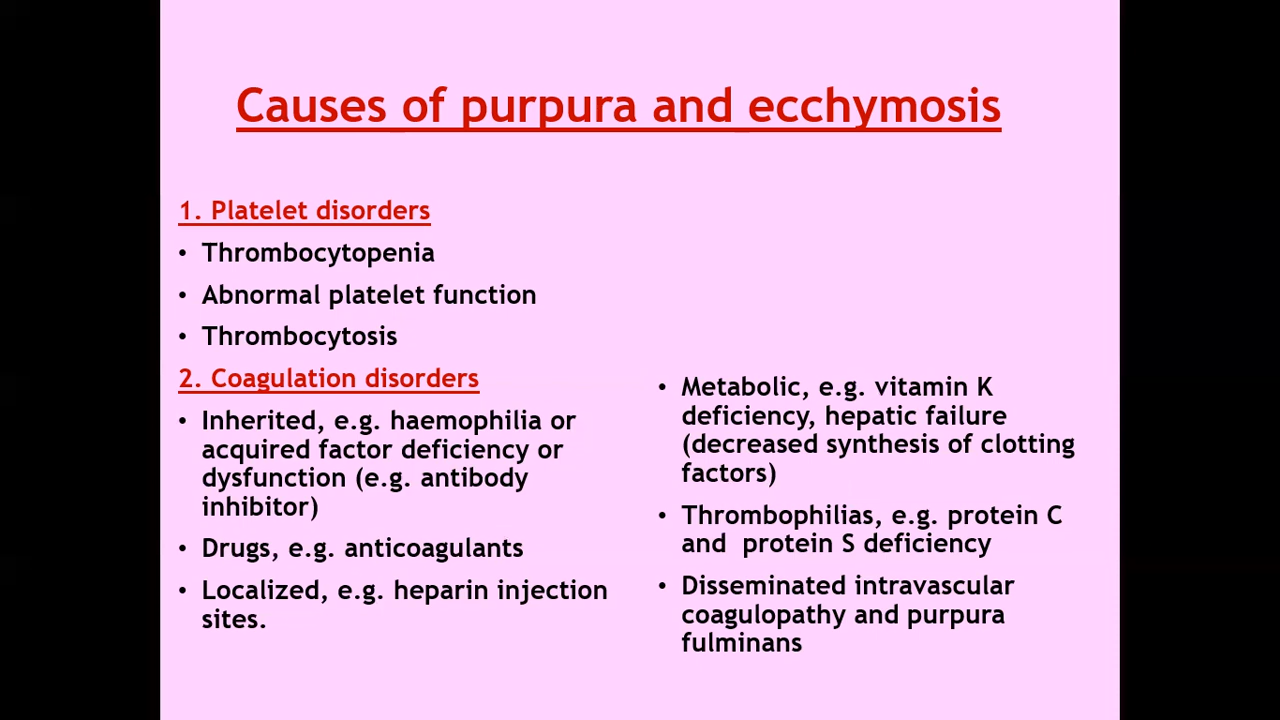 Causes of purpura and ecchymosis
1. Platelet disorders
• Thrombocytopenia
• Abnormal platelet function
• Thrombocytosis
2. Coagulation disorders
• Inherited, e.g. haemophilia or
acquired factor deficiency or
dysfunction (e.g. antibody
inhibitor)
• Drugs, e.g. anticoagulants
• Localized, e.g. heparin injection
sites.
• Metabolic, e.g. vitamin K
deficiency, hepatic failure
(decreased synthesis of clotting
factors)
• Thrombophilias, e.g. protein C
and  protein S deficiency
• Disseminated intravascular
coagulopathy and purpura
fulminans